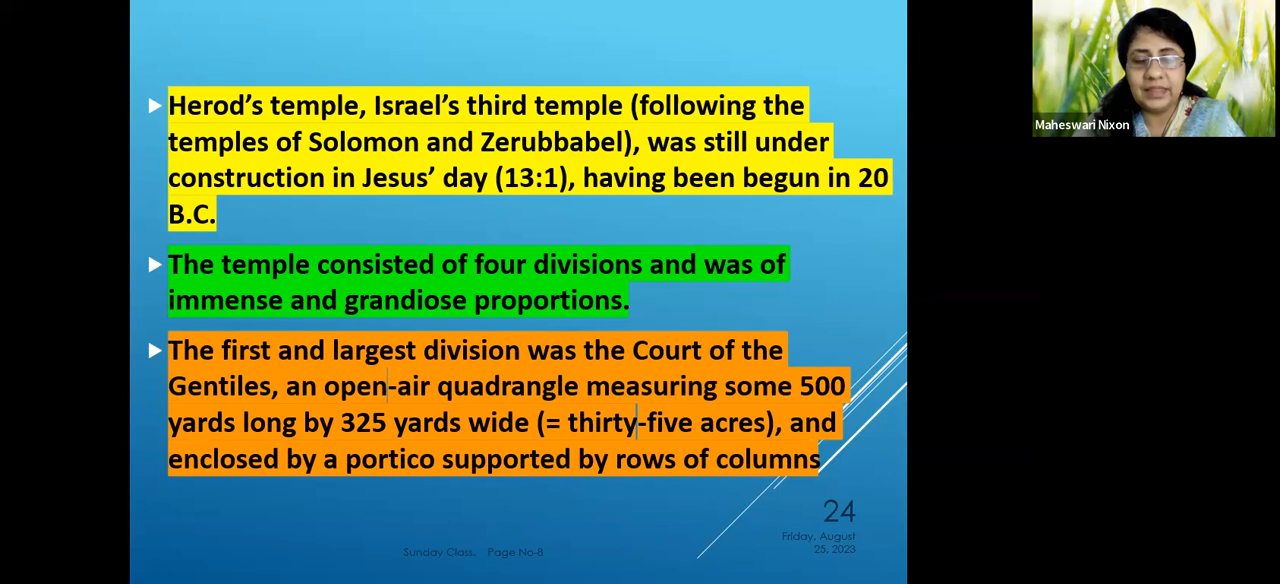 Herod's temple, Israel's third temple (following the
temples of Solomon and Zerubbabel), was still under
construction in Jesus' day (13:1), having been begun in 20
B.C.
The temple consisted of four divisions and was of
immense and grandiose proportions.
The first and largest division was the Court of the
Gentiles, an open-air quadrangle measuring some 500
yards long by 325 yards wide (= thirty-five acres), and
enclosed by a portico supported by rows of columns
24
Friday, August
25, 2023
Sunday Class. Page No-8
Maheswari Nixon